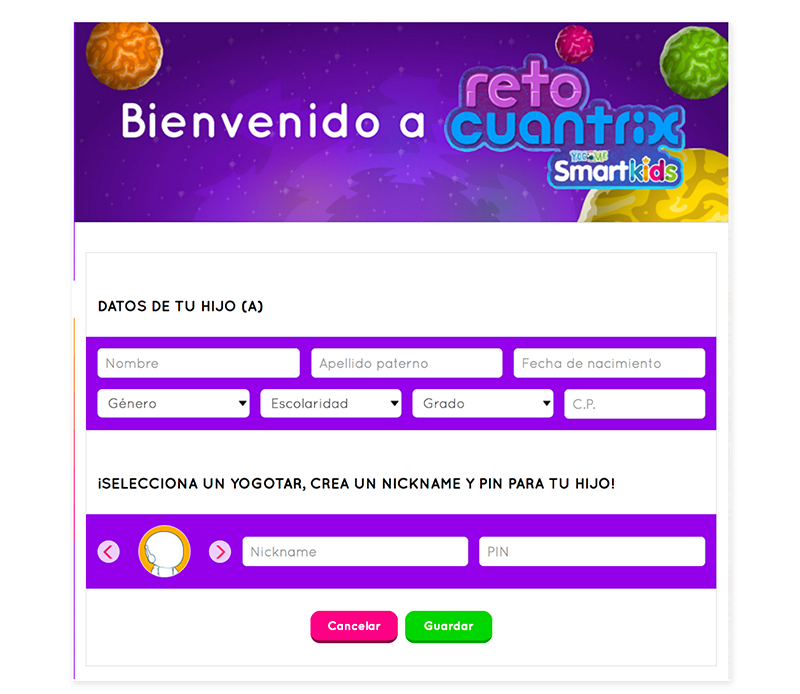 Bienvenido a
reto
cuantrix
YOGOME
Smartkids
DATOS DE TU HIJO (A)
Nombre Apellido paterno Fecha de nacimiento
Género Escolaridad Grado C.P.
¡SELECCIONA UN YOGOTAR, CREA UN NICKNAME Y PIN PARA TU HIJO!
Nickname PIN
Cancelar Guardar